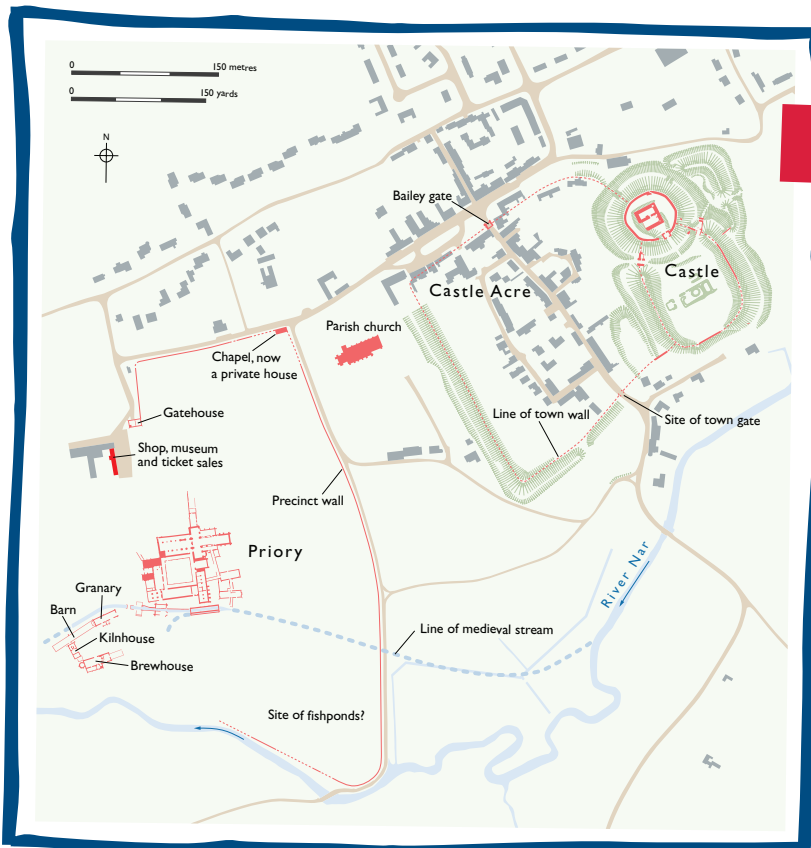 0 150 metres
0 150 yards
N
Bailey gate
Castle
Castle Acre
Parish church
Chapel, now
a private house
Gatehouse
Line of town wall
Site of town gate
Shop, museum
and ticket sales
Precinct wall
Priory
River Nar
Granary
Barn
Kilnhouse
Brewhouse
Line of medieval stream
Site of fishponds?